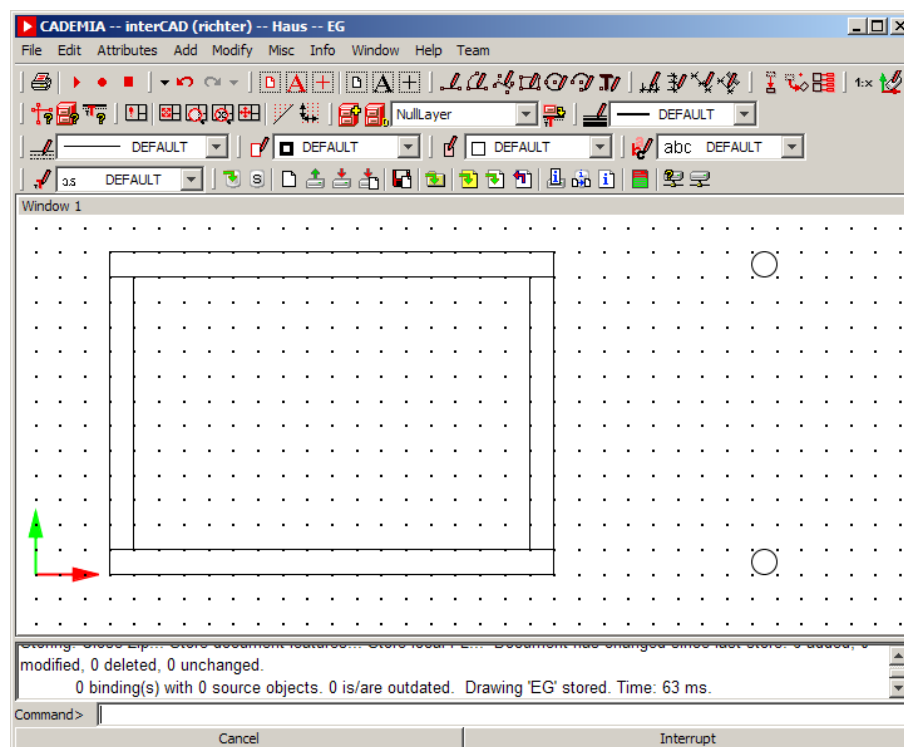 CADEMIA -- interCAD (richter) -- Haus -- EG
File Edit Attributes Add Modify Misc Info Window Help Team
1:x
NullLayer DEFAULT
DEFAULT DEFAULT DEFAULT abc DEFAULT
DEFAULT S
Window 1
modified, 0 deleted, 0 unchanged.
0 binding(s) with 0 source objects. 0 is/are outdated. Drawing 'EG' stored. Time: 63 ms.
Command>
Cancel Interrupt